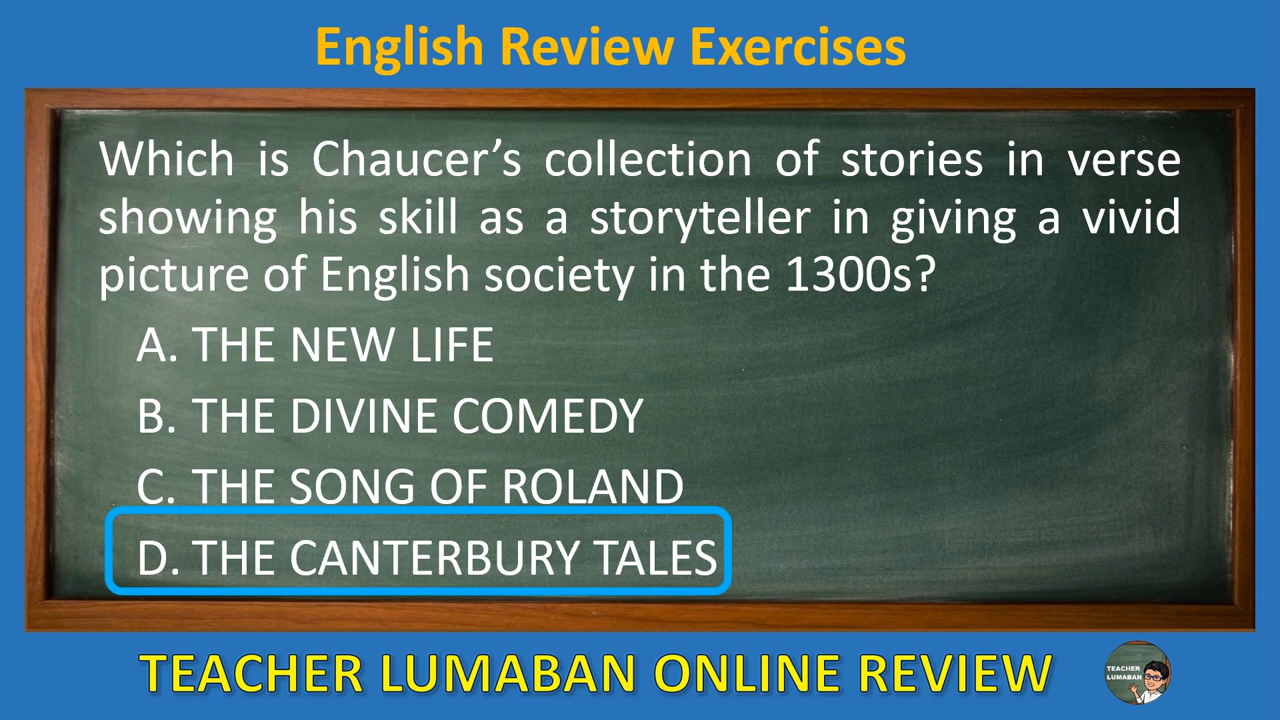 English Review Exercises
Which is Chaucer’s collection of stories in verse
showing his skill as a storyteller in giving a vivid
picture of English society in the 1300s?
A. THE NEW LIFE
B. THE DIVINE COMEDY
C. THE SONG OF ROLAND
D. THE CANTERBURY TALES
TEACHER LUMABAN ONLINE REVIEW
TEACHER
LUMABAN